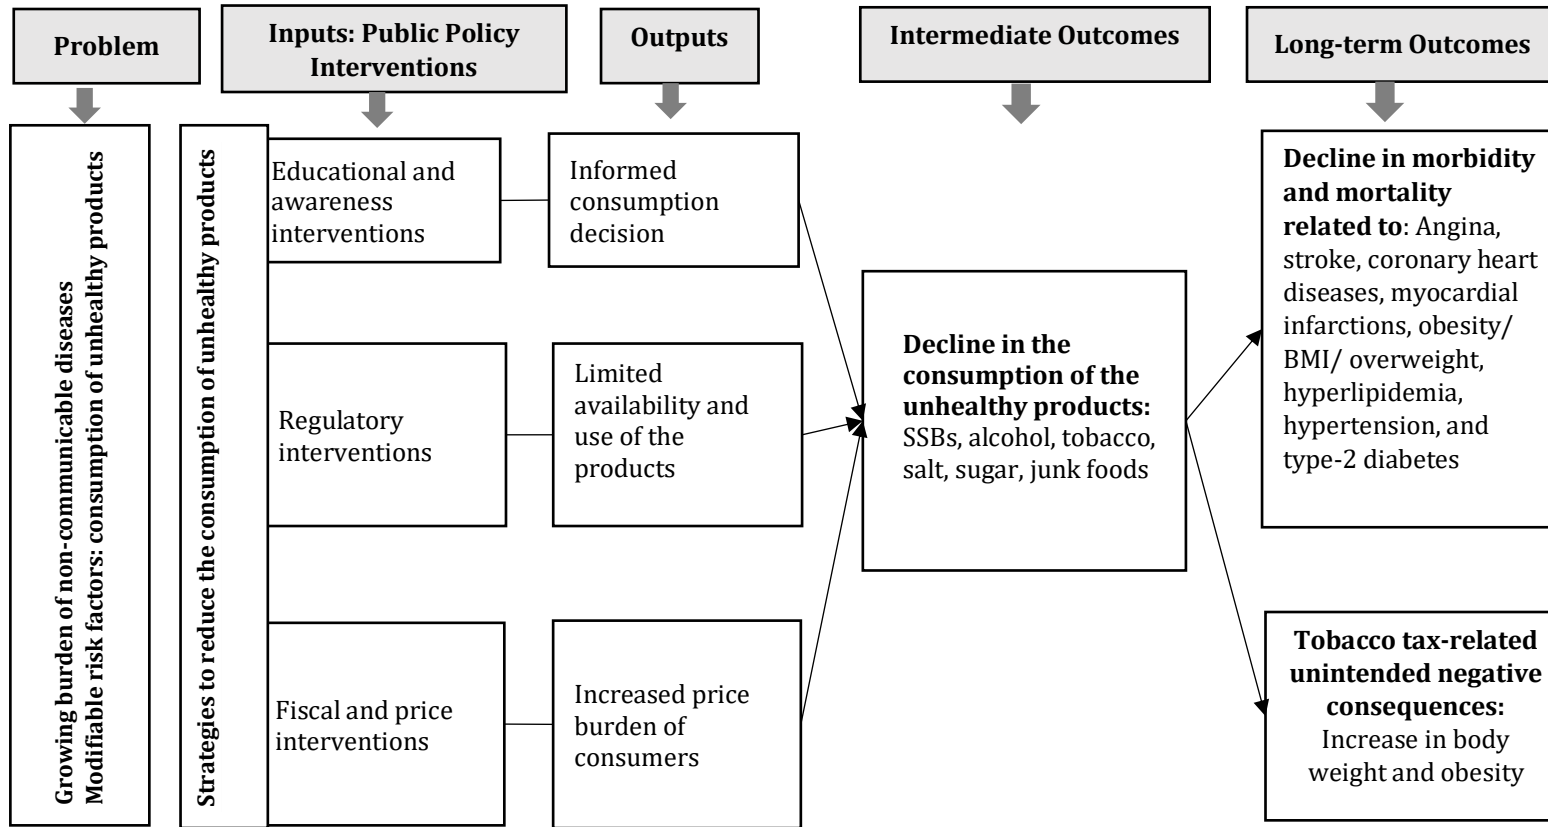 Problem
Inputs: Public Policy
Interventions
Outputs
Intermediate Outcomes
Long-term Outcomes
Growing burden of non-communicable diseases
Modifiable risk factors: consumption of unhealthy products
Strategies to reduce the consumption of unhealthy products
Educational and
awareness
interventions
Informed
consumption
decision
Regulatory
interventions
Limited
availability and
use of the
products
Fiscal and price
interventions
Increased price
burden of
consumers
Decline in the
consumption of the
unhealthy products:
SSBs, alcohol, tobacco,
salt, sugar, junk foods
Decline in morbidity
and mortality
related to: Angina,
stroke, coronary heart
diseases, myocardial
infarctions, obesity/
BMI/ overweight,
hyperlipidemia,
hypertension, and
type-2 diabetes
Tobacco tax-related
unintended negative
consequences:
Increase in body
weight and obesity